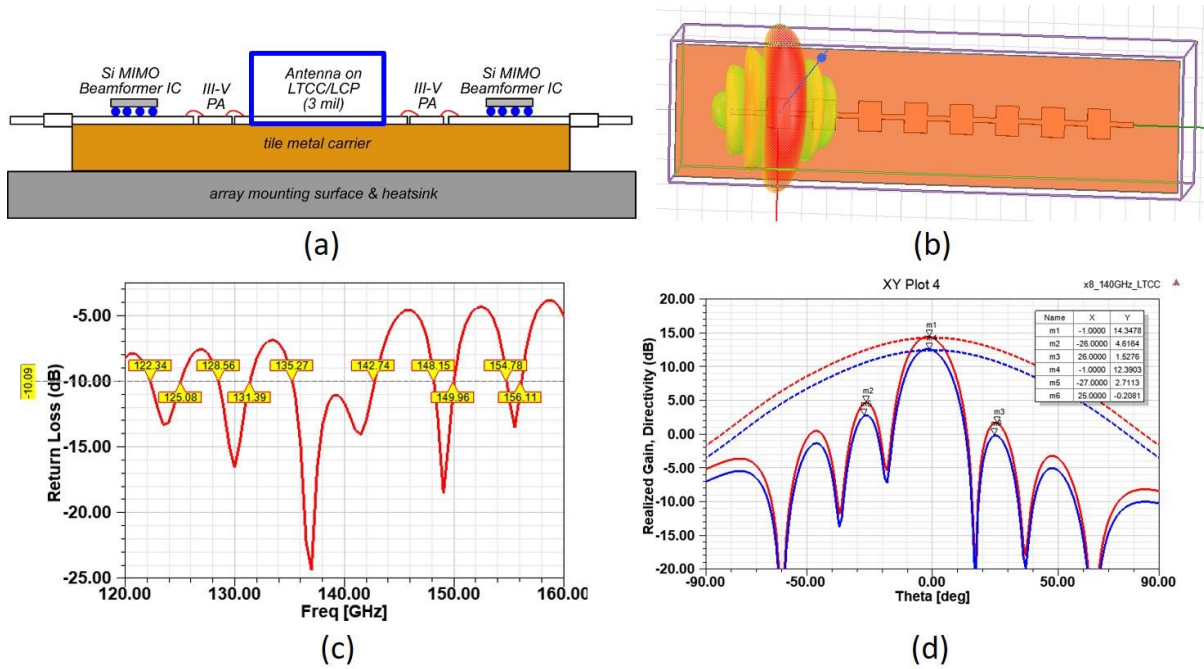 Si MIMO
Beamformer IC
III-V
PA
Antenna on
LTCC/LCP
(3 mil)
III-V
PA
Si MIMO
Beamformer IC
tile metal carrier
array mounting surface & heatsink
(a)
(b)
-5.00
-10.00
-15.00
-20.00
-25.00
Return Loss (dB)
-10.09
122.34
128.56
135.27
142.74
148.15
154.78
125.08
131.39
149.96
156.11
120.00
130.00
140.00
150.00
160.00
Freq [GHz]
(c)
XY Plot 4
x8_140GHz_LTCC
20.00
15.00
10.00
5.00
0.00
-5.00
-10.00
-15.00
-20.00
Realized Gain, Directivity (dB)
m1
m2
m3
Name X Y
m1 -1.0000 14.3478
m2 -26.0000 4.6164
m3 26.0000 1.5276
m4 -1.0000 12.3903
m5 -27.0000 2.7113
m6 25.0000 -0.2081
-90.00
-50.00
0.00
50.00
90.00
Theta [deg]
(d)